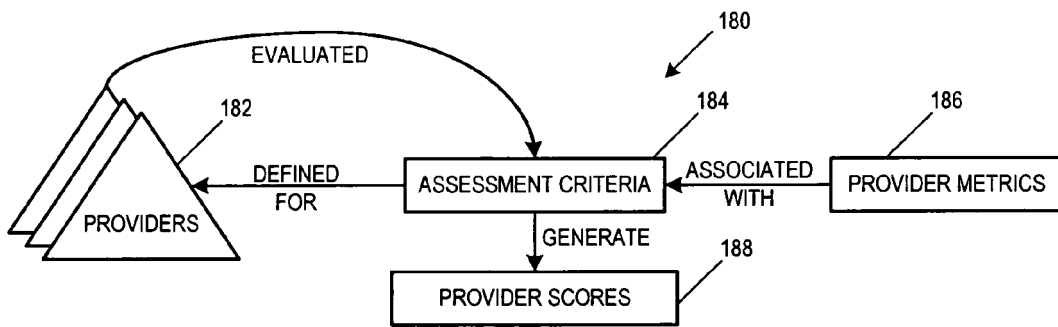 180
EVALUATED
182
184
186
DEFINED
FOR
ASSESSMENT CRITERIA
ASSOCIATED
WITH
PROVIDER METRICS
PROVIDERS
GENERATE
188
PROVIDER SCORES